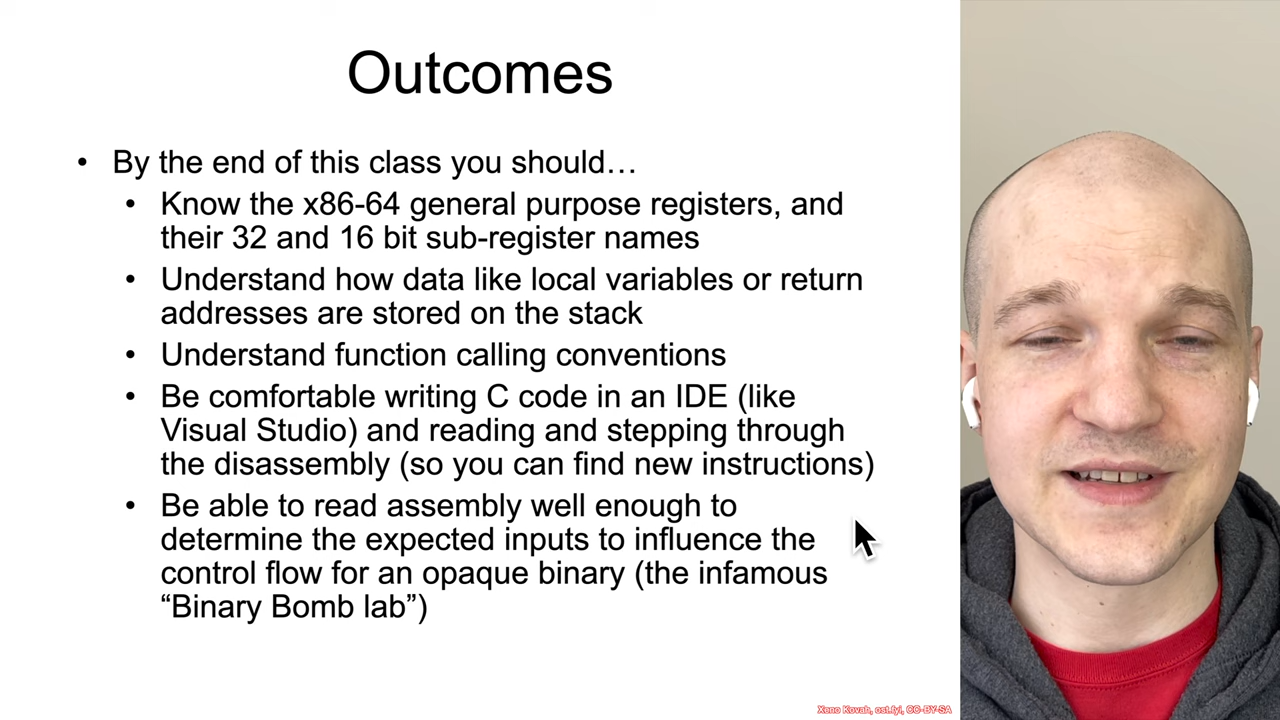 Outcomes
• By the end of this class you should…
• Know the x86-64 general purpose registers, and
their 32 and 16 bit sub-register names
• Understand how data like local variables or return
addresses are stored on the stack
• Understand function calling conventions
• Be comfortable writing C code in an IDE (like
Visual Studio) and reading and stepping through
the disassembly (so you can find new instructions)
• Be able to read assembly well enough to
determine the expected inputs to influence the
control flow for an opaque binary (the infamous
“Binary Bomb lab”)
Xeno Kovah, ost.fyi, CC-BY-SA